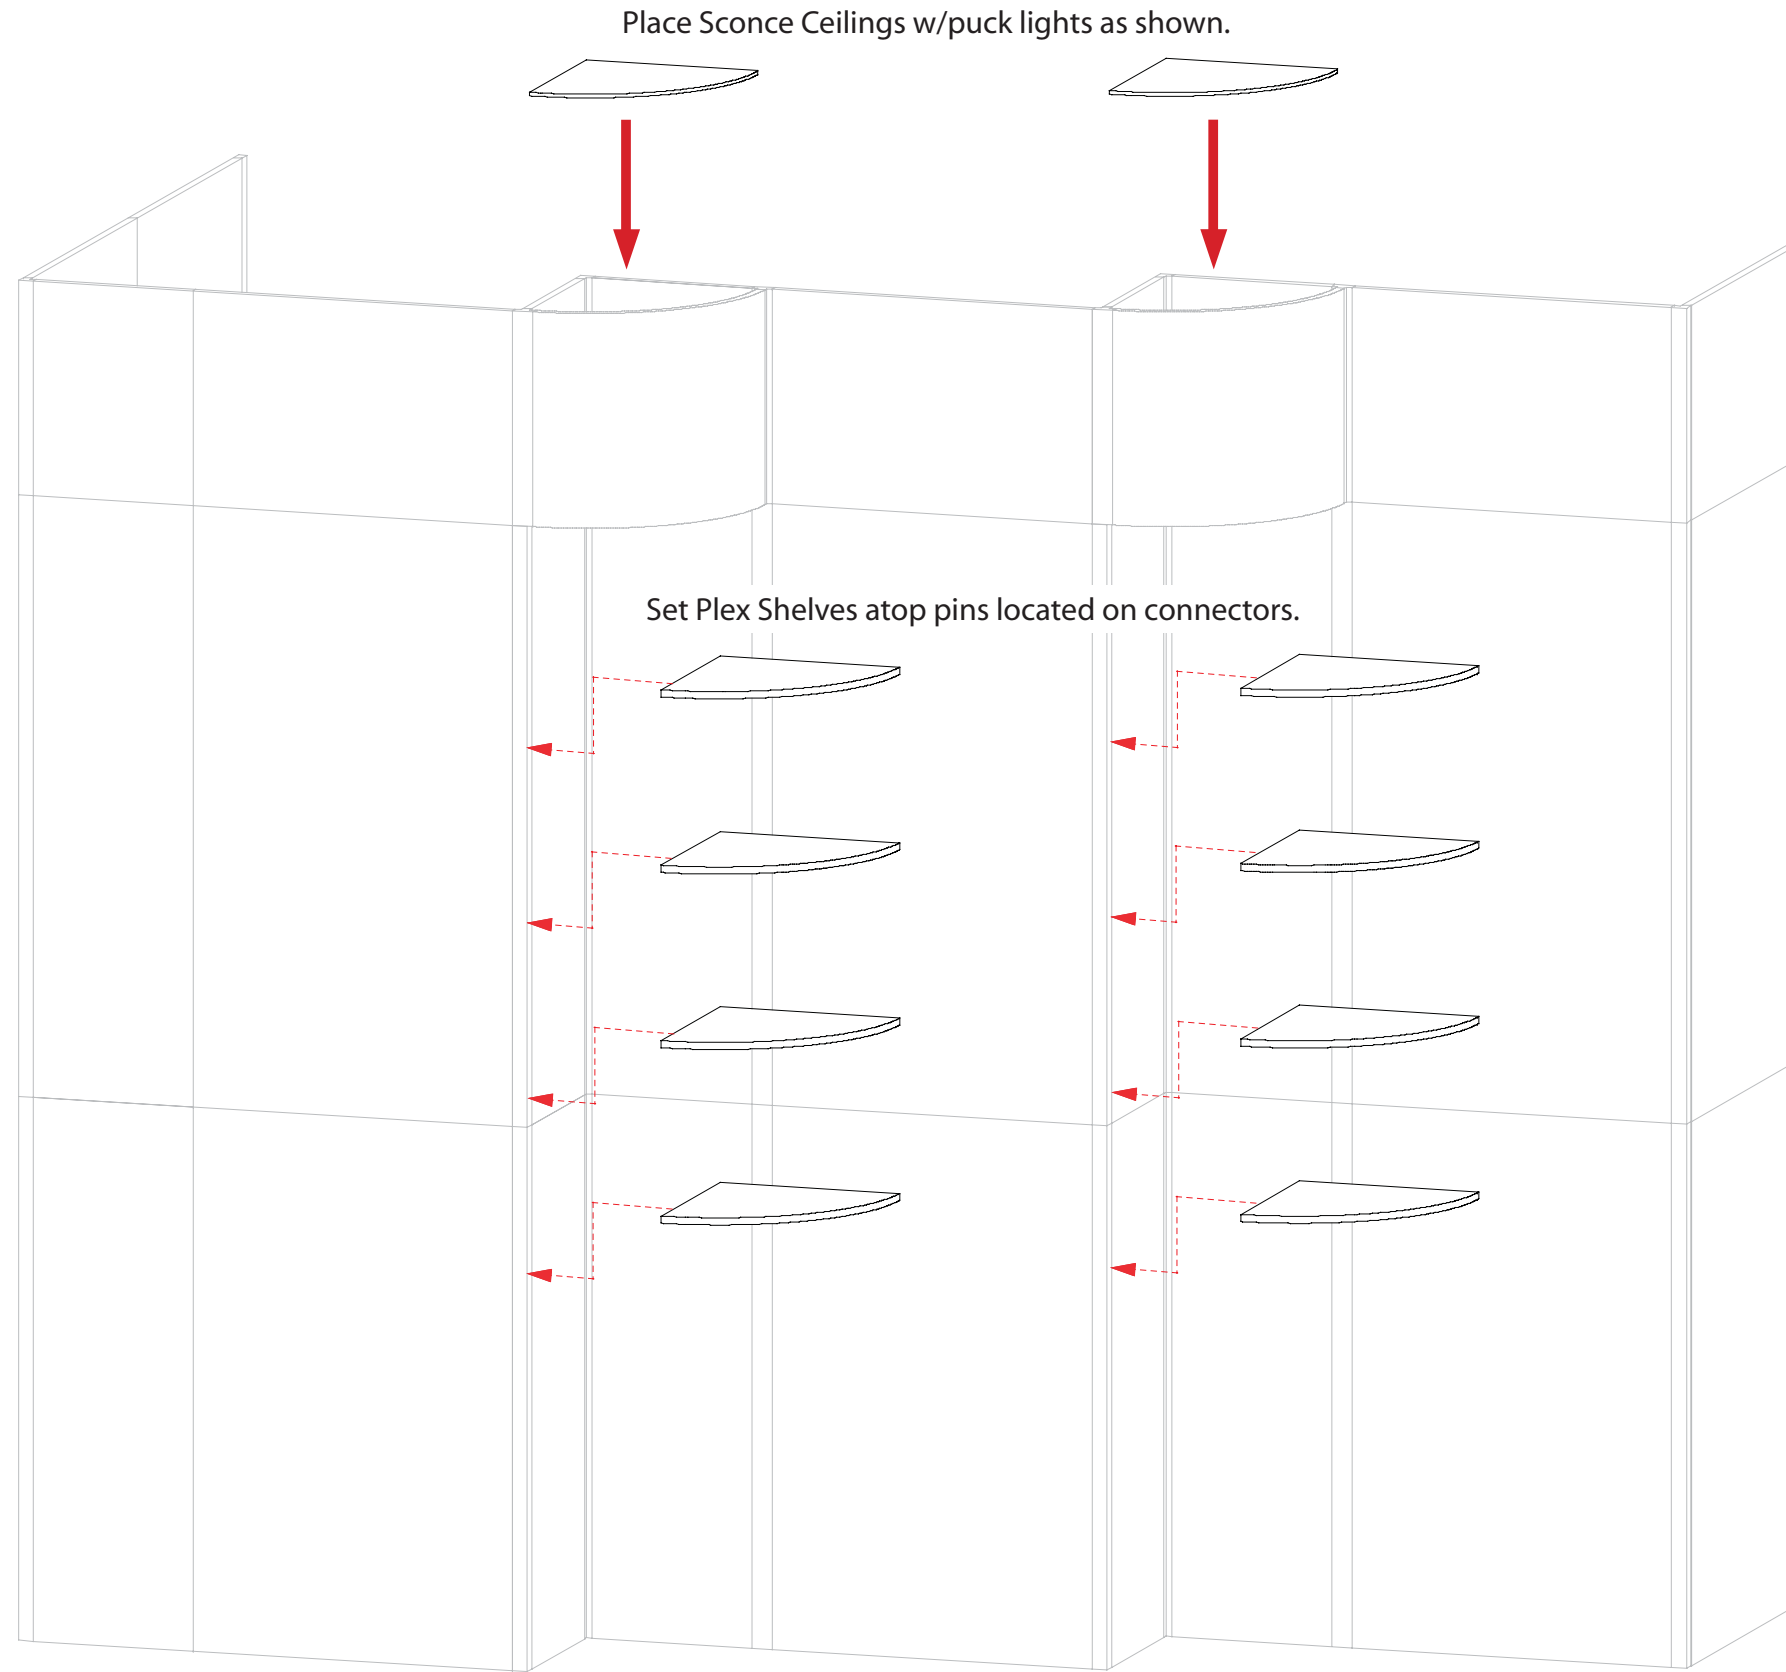 Place Sconce Ceilings w/puck lights as shown.
Set Plex Shelves atop pins located on connectors.